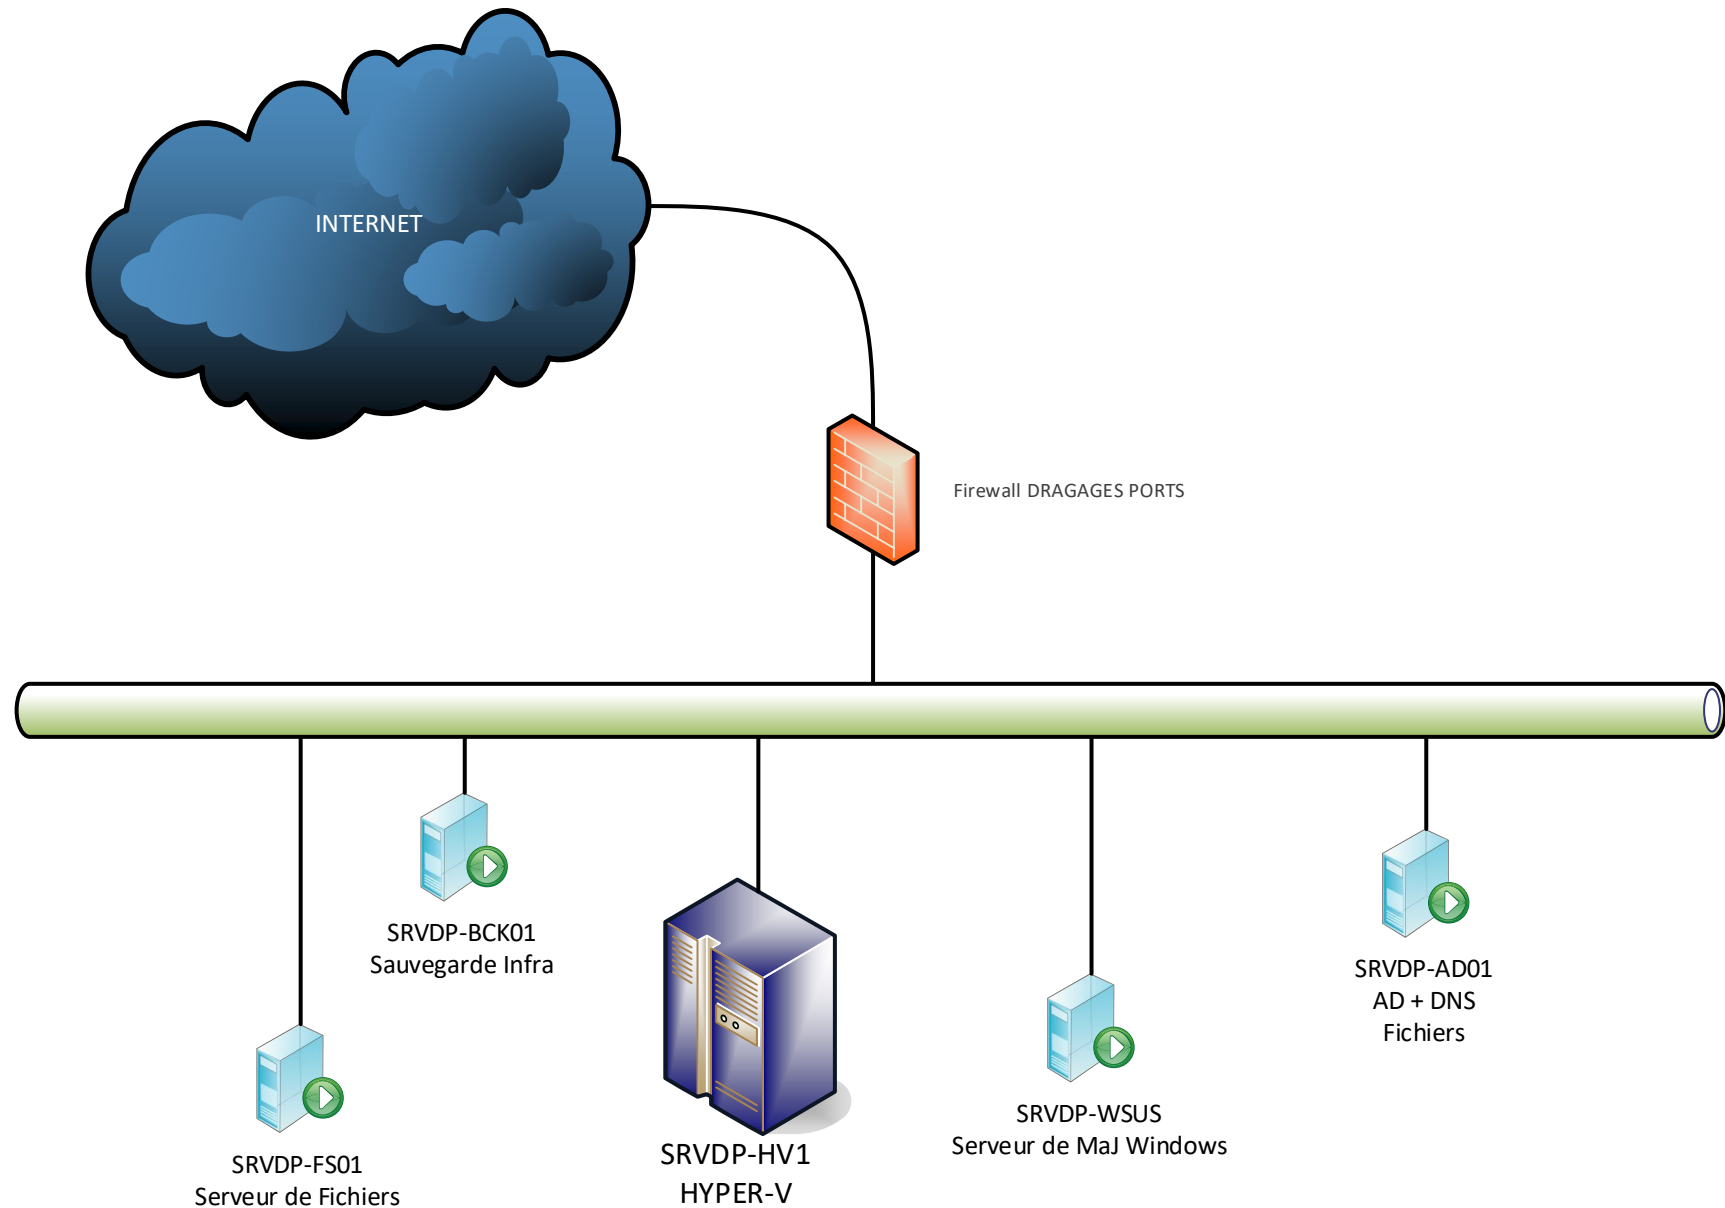 INTERNET
Firewall DRAGAGES PORTS
SRVDP-BCK01
Sauvegarde Infra
SRVDP-AD01
AD + DNS
Fichiers
SRVDP-WSUS
Serveur de MaJ Windows
SRVDP-HV1
HYPER-V
SRVDP-FS01
Serveur de Fichiers